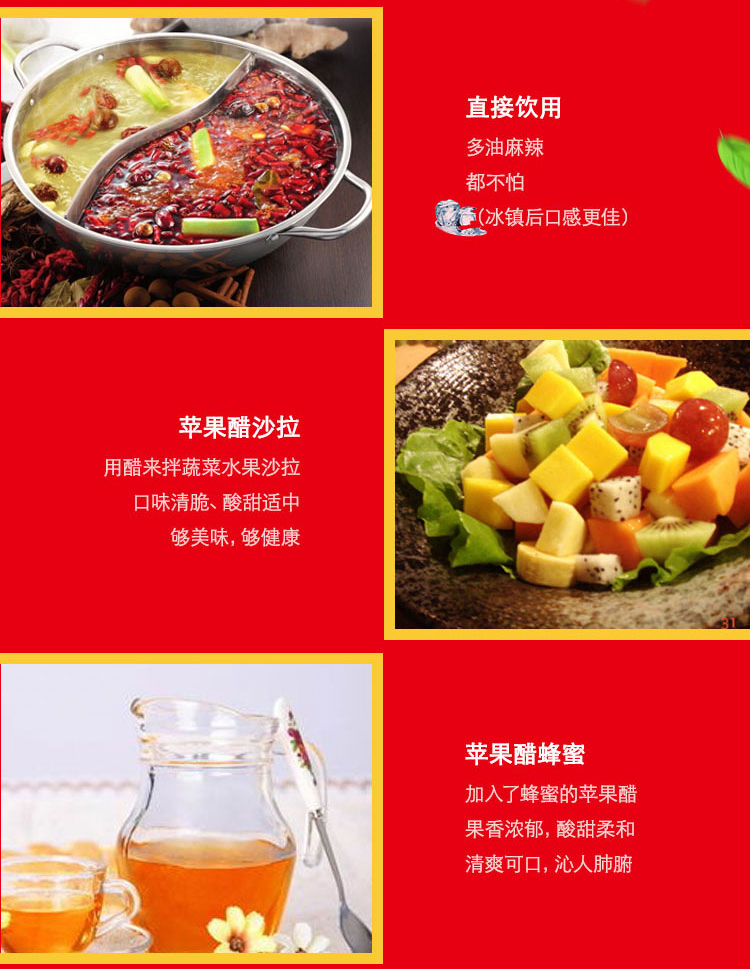 直接饮用
多油麻辣
都不怕
(冰镇后口感更佳)
苹果醋沙拉
用醋来拌蔬菜水果沙拉
口味清脆、酸甜适中
够美味, 够健康
31
苹果醋蜂蜜
加入了蜂蜜的苹果醋
果香浓郁, 酸甜柔和
清爽可口, 沁人肺腑